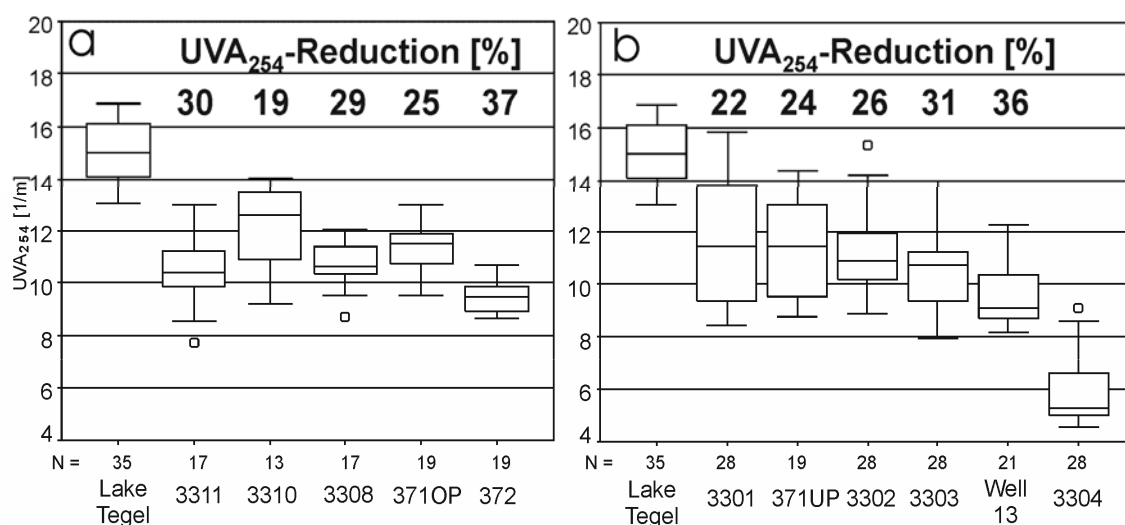 a
UVA₂₅₄-Reduction [%]
30 19 29 25 37
UVA₂₅₄ [1/m]
20
18
16
14
12
10
8
6
4
N = 35 17 13 17 19 19
Lake Tegel 3311 3310 3308 371OP 372
b
UVA₂₅₄-Reduction [%]
22 24 26 31 36
20
18
16
14
12
10
8
6
4
N = 35 28 19 28 28 21 28
Lake Tegel 3301 371UP 3302 3303 Well 13 3304